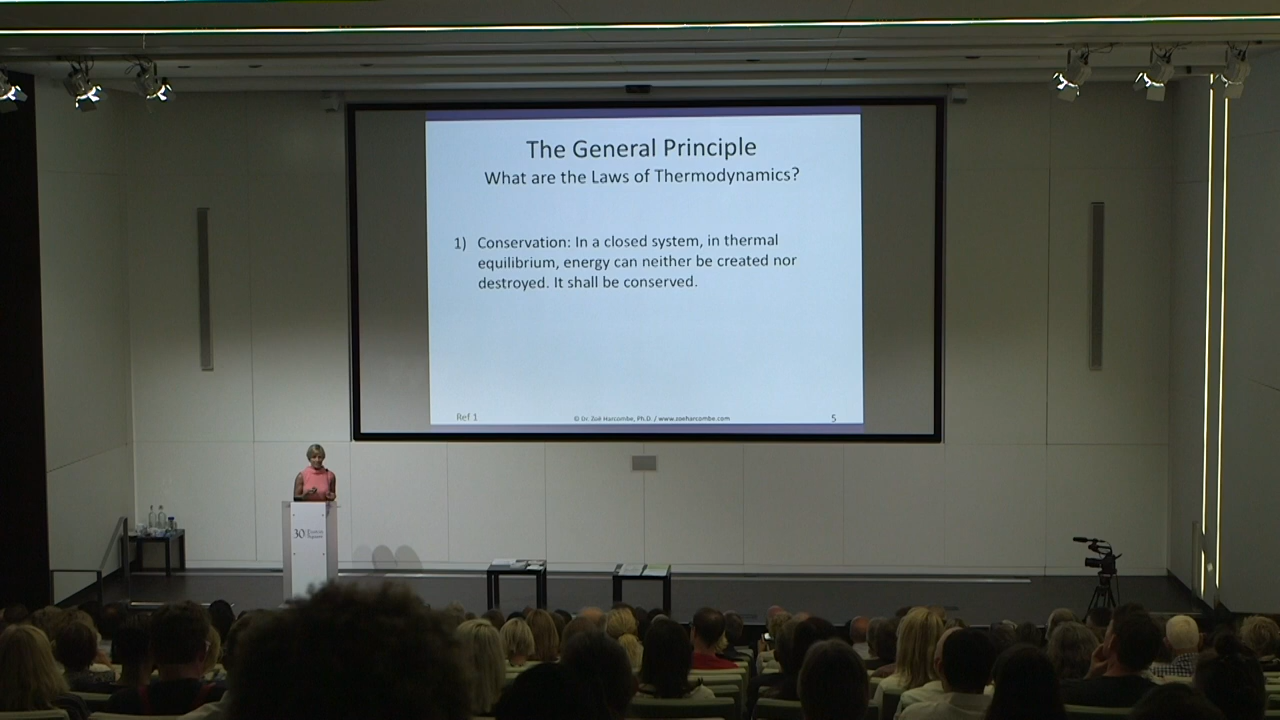 The General Principle
What are the Laws of Thermodynamics?
1) Conservation: In a closed system, in thermal
equilibrium, energy can neither be created nor
destroyed. It shall be conserved.
Ref 1
© Dr. Zoë Harcombe, Ph.D. / www.zoeharcombe.com
5
30